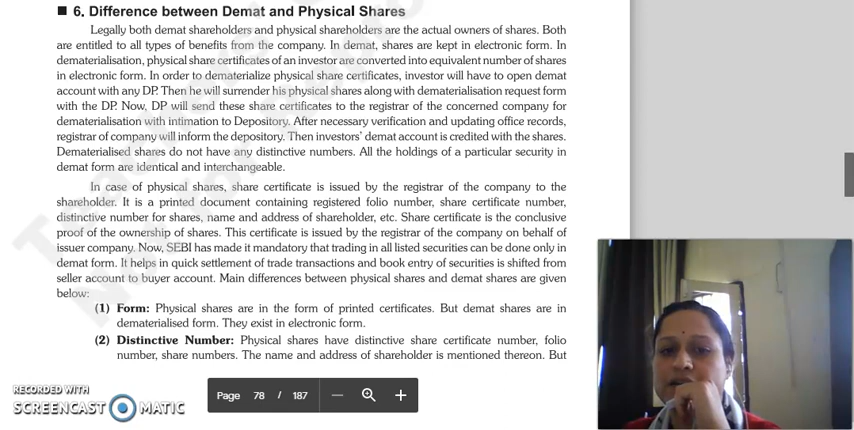 6. Difference between Demat and Physical Shares
Legally both demat shareholders and physical shareholders are the actual owners of shares. Both
are entitled to all types of benefits from the company. In demat, shares are kept in electronic form. In
dematerialisation, physical share certificates of an investor are converted into equivalent number of shares
in electronic form. In order to dematerialize physical share certificates, investor will have to open demat
account with any DP. Then he will surrender his physical shares along with dematerialisation request form
with the DP. Now, DP will send these share certificates to the registrar of the concerned company for
dematerialisation with intimation to Depository. After necessary verification and updating office records,
registrar of company will inform the depository. Then investors' demat account is credited with the shares.
Dematerialised shares do not have any distinctive numbers. All the holdings of a particular security in
demat form are identical and interchangeable.
In case of physical shares, share certificate is issued by the registrar of the company to the
shareholder. It is a printed document containing registered folio number, share certificate number,
distinctive number for shares, name and address of shareholder, etc. Share certificate is the conclusive
proof of the ownership of shares. This certificate is issued by the registrar of the company on behalf of
issuer company. Now, SEBI has made it mandatory that trading in all listed securities can be done only in
demat form. It helps in quick settlement of trade transactions and book entry of securities is shifted from
seller account to buyer account. Main differences between physical shares and demat shares are given
below:
(1) Form: Physical shares are in the form of printed certificates. But demat shares are in
dematerialised form. They exist in electronic form.
(2) Distinctive Number: Physical shares have distinctive share certificate number, folio
number, share numbers. The name and address of shareholder is mentioned thereon. But
RECORDED WITH
SCREENCAST MATIC
Page 78 / 187